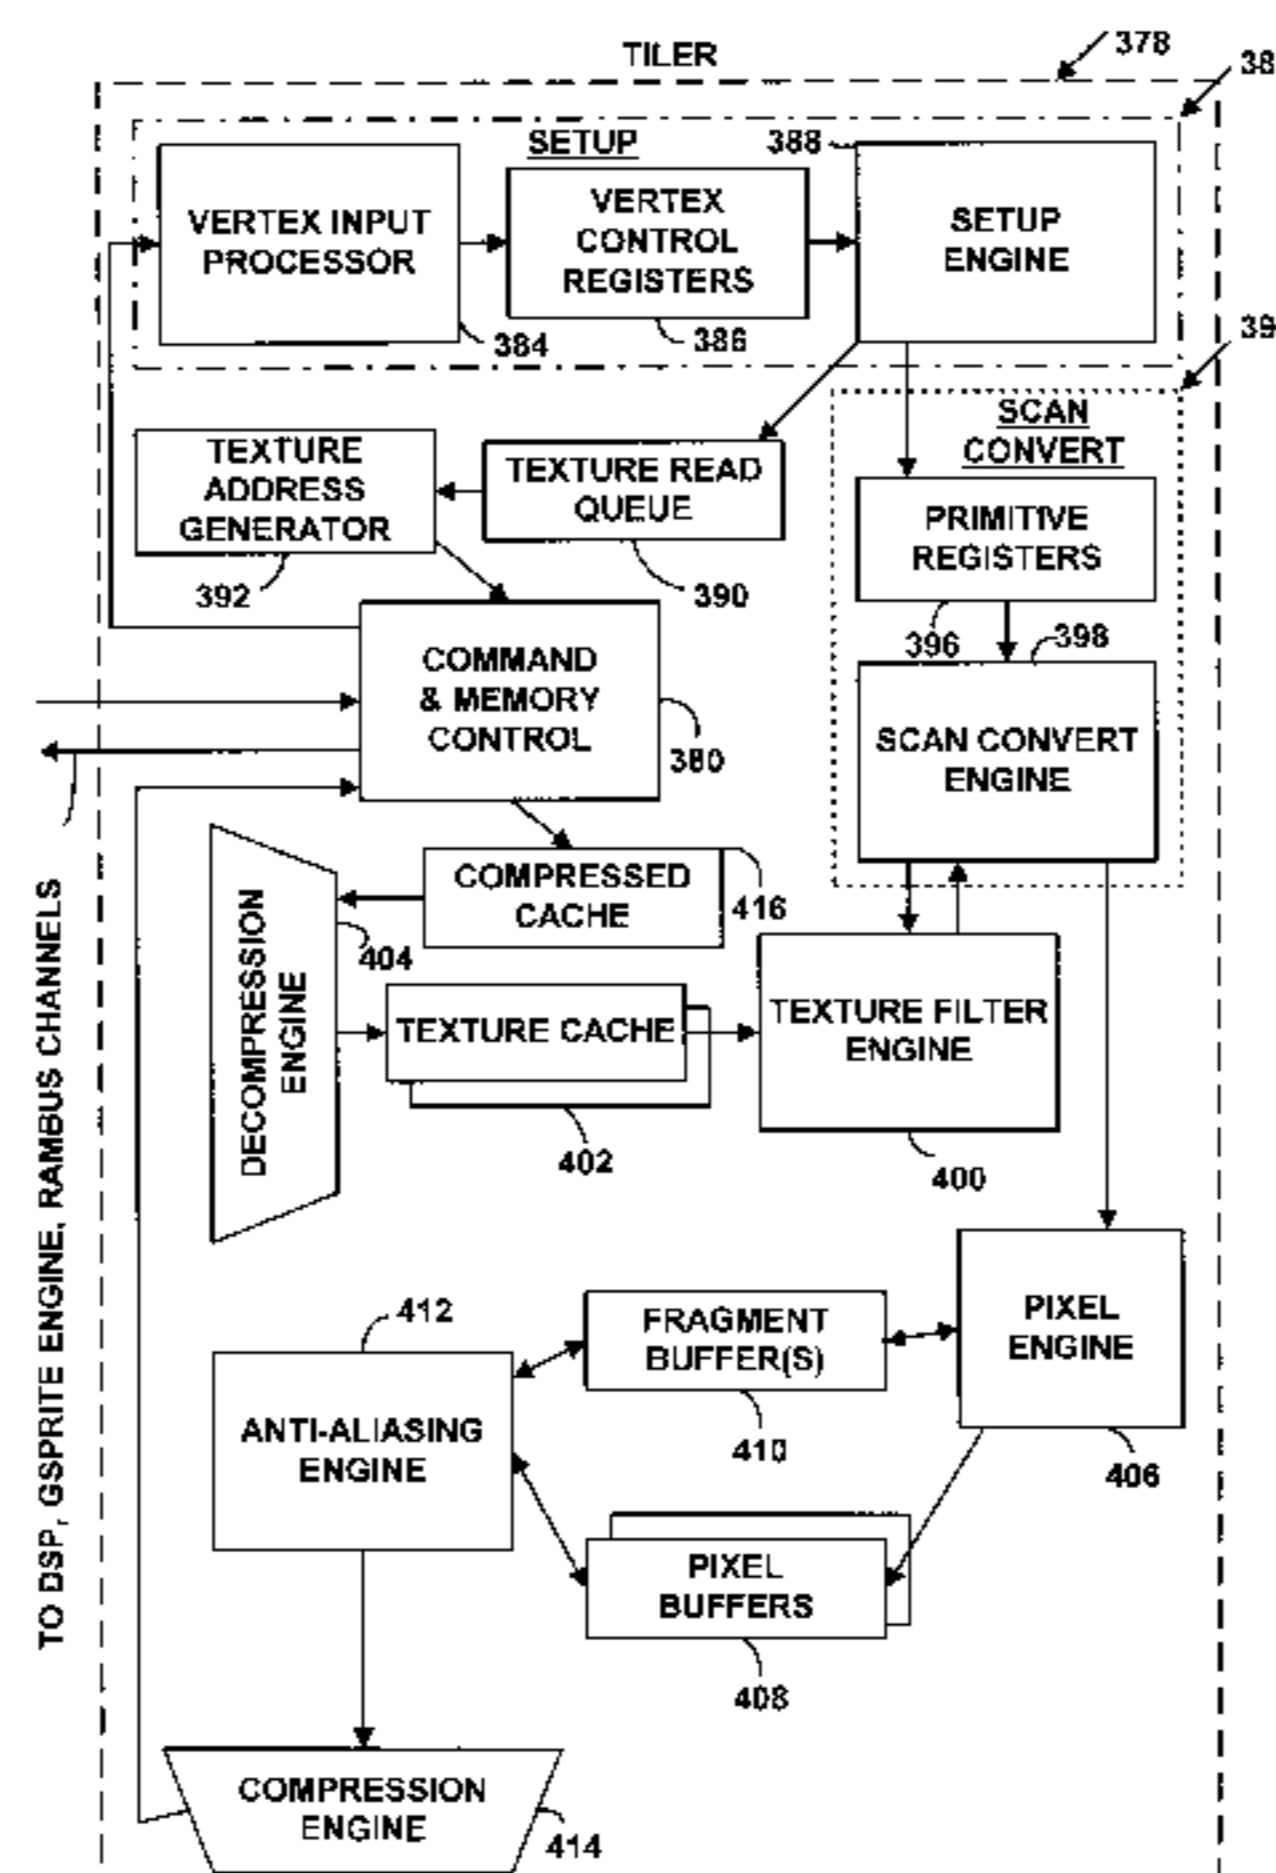 TILER
378
38
SETUP
388
VERTEX INPUT
PROCESSOR
384
VERTEX
CONTROL
REGISTERS
386
SETUP
ENGINE
39
SCAN
CONVERT
TEXTURE
ADDRESS
GENERATOR
392
TEXTURE READ
QUEUE
390
PRIMITIVE
REGISTERS
396
398
COMMAND
& MEMORY
CONTROL
380
SCAN CONVERT
ENGINE
COMPRESSED
CACHE
416
DECOMPRESSION
ENGINE
404
TEXTURE CACHE
402
TEXTURE FILTER
ENGINE
400
TO DSP, GSPRITE ENGINE, RAMBUS CHANNELS
412
FRAGMENT
BUFFER(S)
410
PIXEL
ENGINE
406
ANTI-ALIASING
ENGINE
PIXEL
BUFFERS
408
COMPRESSION
ENGINE
414